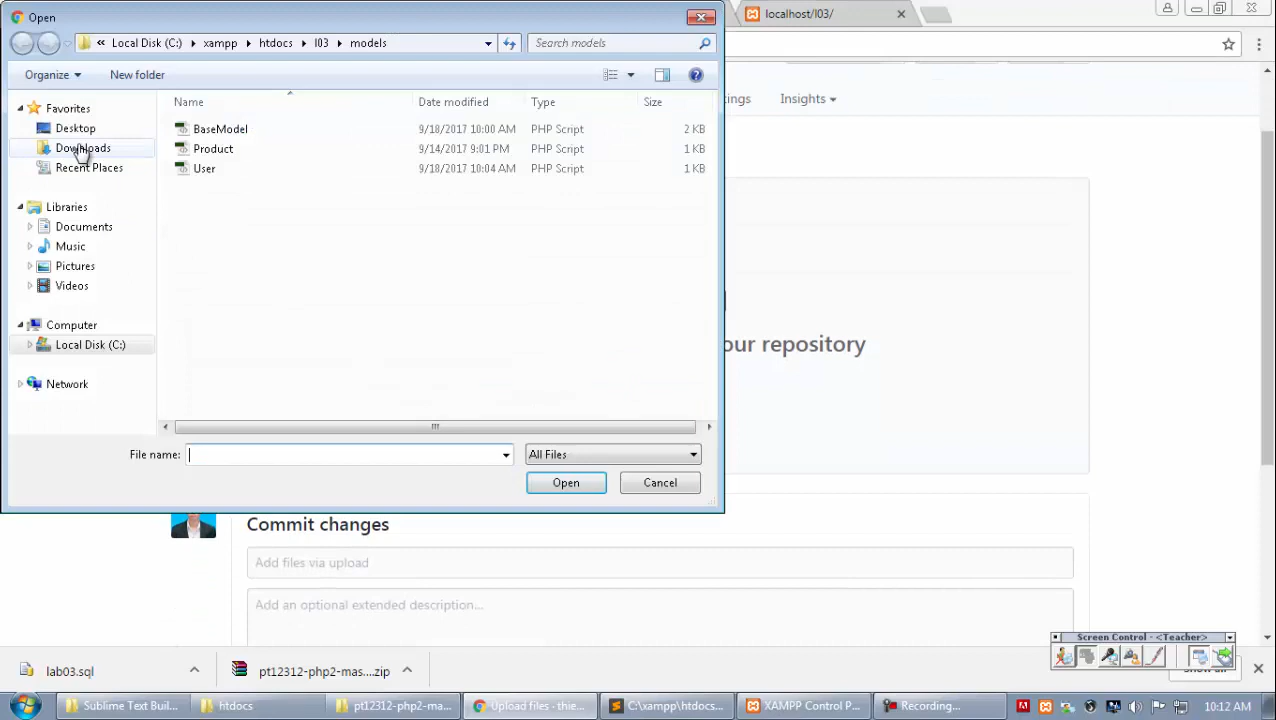 Open
localhost/l03/
Local Disk (C:) xampp htdocs l03 models
Search models
Organize
New folder
ngs
Insights
Favorites
Name
Date modified
Type
Size
Desktop
BaseModel 9/18/2017 10:00 AM PHP Script 2 KB
Downloads
Product 9/14/2017 9:01 PM PHP Script 1 KB
Recent Places
User 9/18/2017 10:04 AM PHP Script 1 KB
Libraries
Documents
Music
Pictures
Videos
Computer
Local Disk (C:)
our repository
Network
File name:
All Files
Open
Cancel
Commit changes
Add files via upload
Add an optional extended description...
Screen Control - <Teacher>
lab03.sql
pt12312-php2-mas....zip
Sublime Text Buil...
htdocs
pt12312-php2-ma...
Upload files - thie...
C:\xampp\htdocs...
XAMPP Control P...
Recording...
10:12 AM